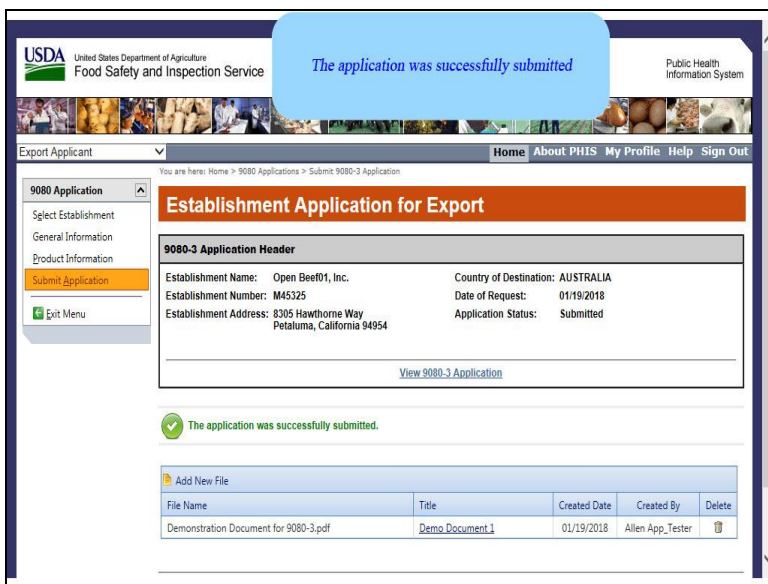 USDA
United States Department of Agriculture
Food Safety and Inspection Service
The application was successfully submitted
Public Health
Information System
Export Applicant
Home About PHIS My Profile Help Sign Out
You are here: Home > 9080 Applications > Submit 9080-3 Application
9080 Application
Select Establishment
General Information
Product Information
Submit Application
Exit Menu
Establishment Application for Export
9080-3 Application Header
Establishment Name: Open Beef01, Inc. Country of Destination: AUSTRALIA
Establishment Number: M45325 Date of Request: 01/19/2018
Establishment Address: 8305 Hawthorne Way Application Status: Submitted
Petaluma, California 94954
View 9080-3 Application
The application was successfully submitted.
Add New File
File Name Title Created Date Created By Delete
Demonstration Document for 9080-3.pdf Demo Document 1 01/19/2018 Allen App_Tester